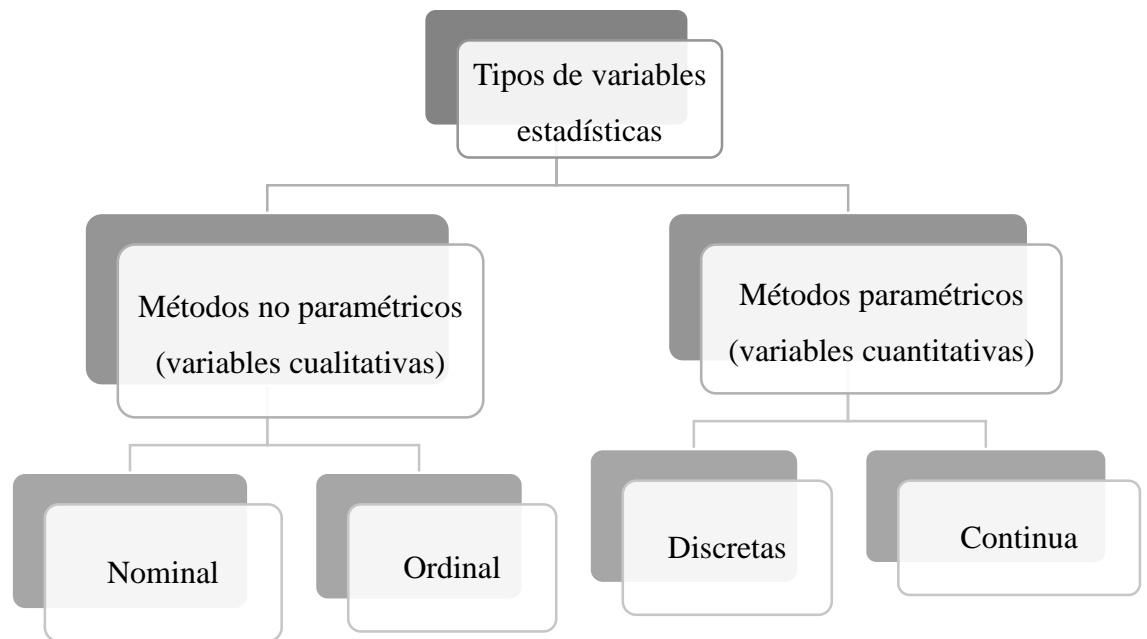 Tipos de variables
estadísticas
Métodos no paramétricos
(variables cualitativas)
Métodos paramétricos
(variables cuantitativas)
Nominal
Ordinal
Discretas
Continua